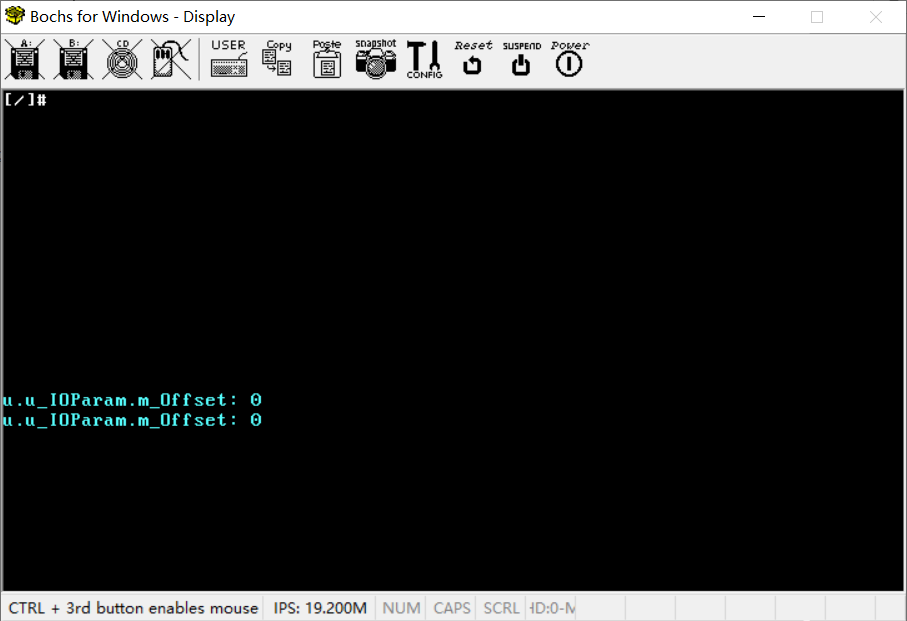 Bochs for Windows - Display
A: B: CD USER Copy Paste snapshot CONFIG Reset SUSPEND Power
[/]#
u.u_IOParam.m_Offset: 0
u.u_IOParam.m_Offset: 0
CTRL + 3rd button enables mouse IPS: 19.200M NUM CAPS SCRL HD:0-M